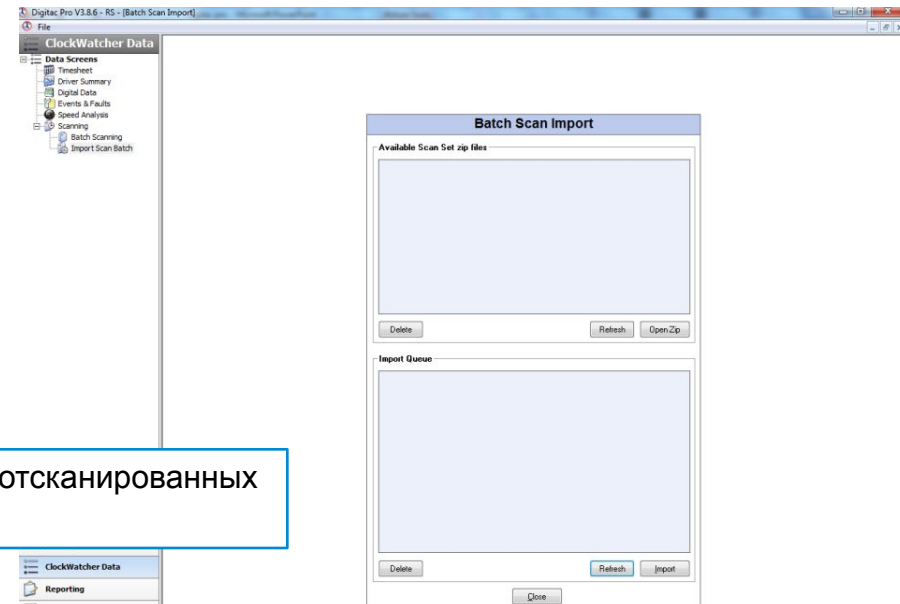 Digitac Pro V3.8.6 - RS - [Batch Scan Import]
File
ClockWatcher Data
Data Screens
Timesheet
Driver Summary
Digital Data
Events & Faults
Speed Analysis
Scanning
Batch Scanning
Import Scan Batch
Batch Scan Import
Available Scan Set zip files
Delete
Refresh
Open Zip
Import Queue
Delete
Refresh
Import
Close
отсканированных
ClockWatcher Data
Reporting